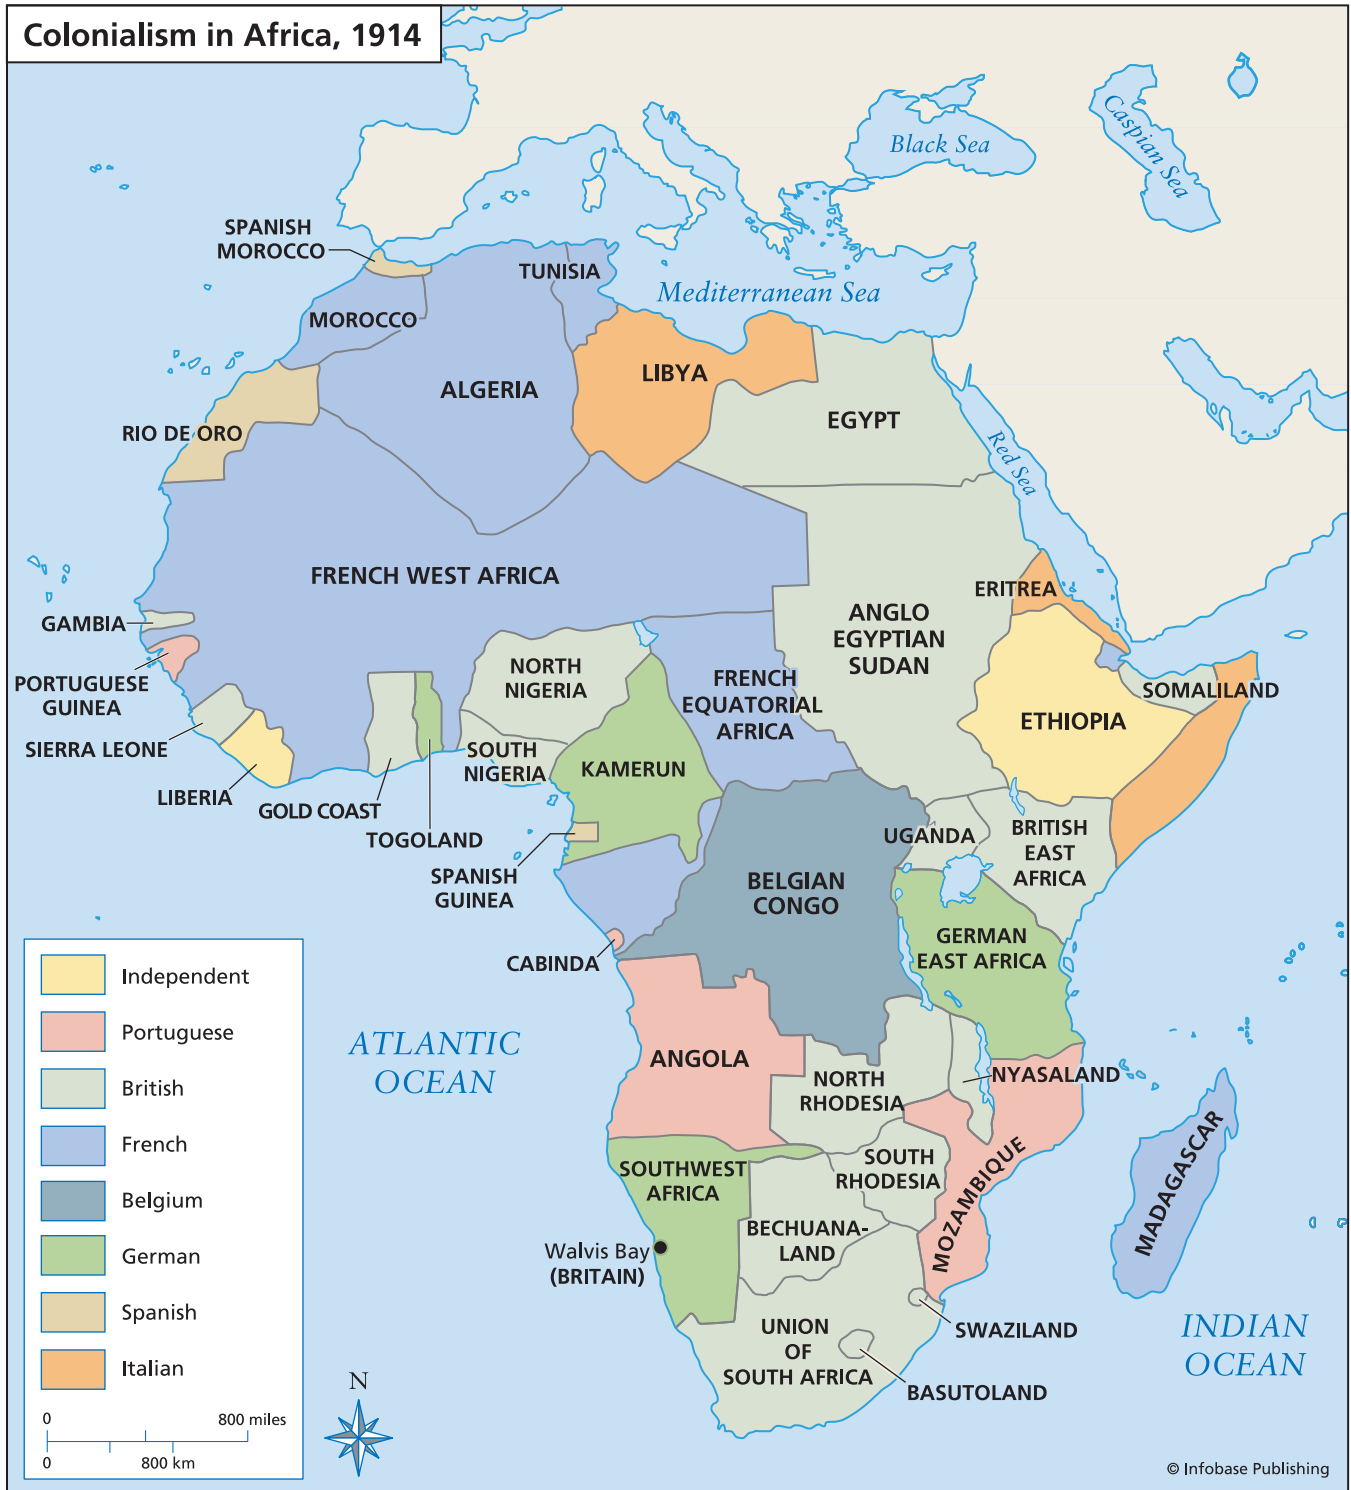 Colonialism in Africa, 1914
Black Sea
Caspian Sea
SPANISH
MOROCCO
TUNISIA
Mediterranean Sea
MOROCCO
LIBYA
ALGERIA
EGYPT
RIO DE ORO
Red Sea
FRENCH WEST AFRICA
ERITREA
GAMBIA
ANGLO
EGYPTIAN
SUDAN
NORTH
NIGERIA
FRENCH
EQUATORIAL
AFRICA
PORTUGUESE
GUINEA
SOMALILAND
ETHIOPIA
SIERRA LEONE
SOUTH
NIGERIA
KAMERUN
LIBERIA
GOLD COAST
TOGOLAND
UGANDA
BRITISH
EAST
AFRICA
SPANISH
GUINEA
BELGIAN
CONGO
GERMAN
EAST AFRICA
CABINDA
ATLANTIC
OCEAN
ANGOLA
NORTH
RHODESIA
NYASALAND
SOUTHWEST
AFRICA
SOUTH
RHODESIA
MOZAMBIQUE
MADAGASCAR
BECHUANA-
LAND
Walvis Bay
(BRITAIN)
UNION
OF
SOUTH AFRICA
SWAZILAND
BASUTOLAND
INDIAN
OCEAN
Independent
Portuguese
British
French
Belgium
German
Spanish
Italian
0 800 miles
0 800 km
N
© Infobase Publishing